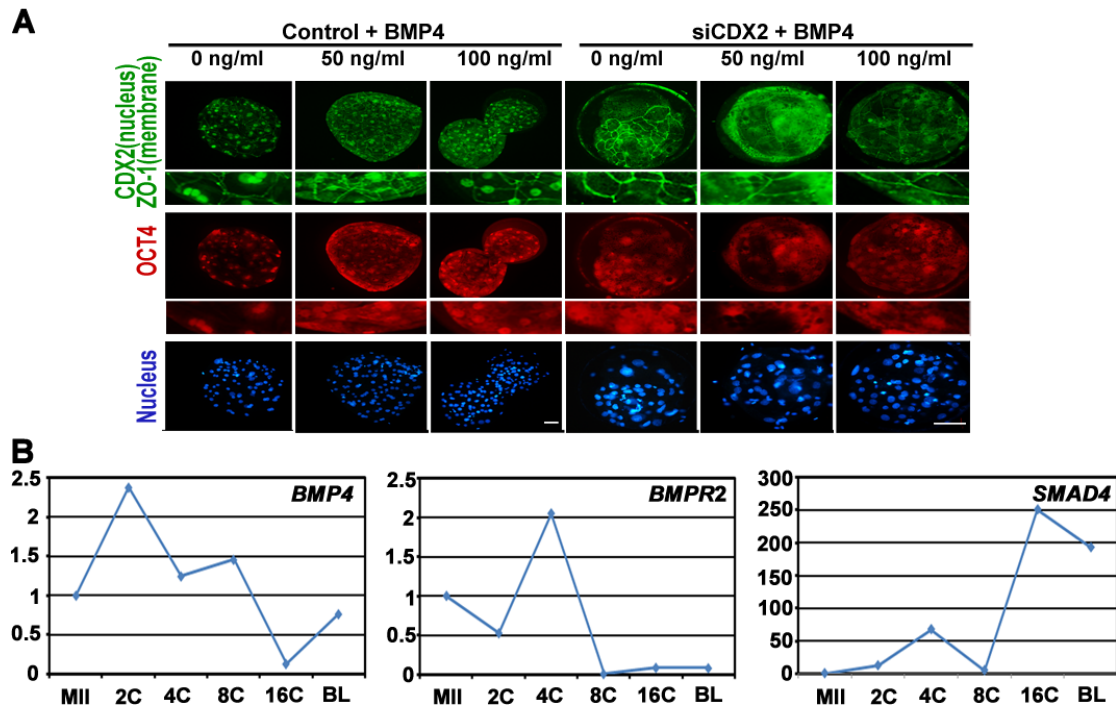 A
Control + BMP4
siCDX2 + BMP4
0 ng/ml 50 ng/ml 100 ng/ml 0 ng/ml 50 ng/ml 100 ng/ml
CDX2(nucleus)
ZO-1(membrane)
OCT4
Nucleus
B
BMP4
2.5
2
1.5
1
0.5
0
MII 2C 4C 8C 16C BL
BMPR2
2.5
2
1.5
1
0.5
0
MII 2C 4C 8C 16C BL
SMAD4
300
250
200
150
100
50
0
MII 2C 4C 8C 16C BL